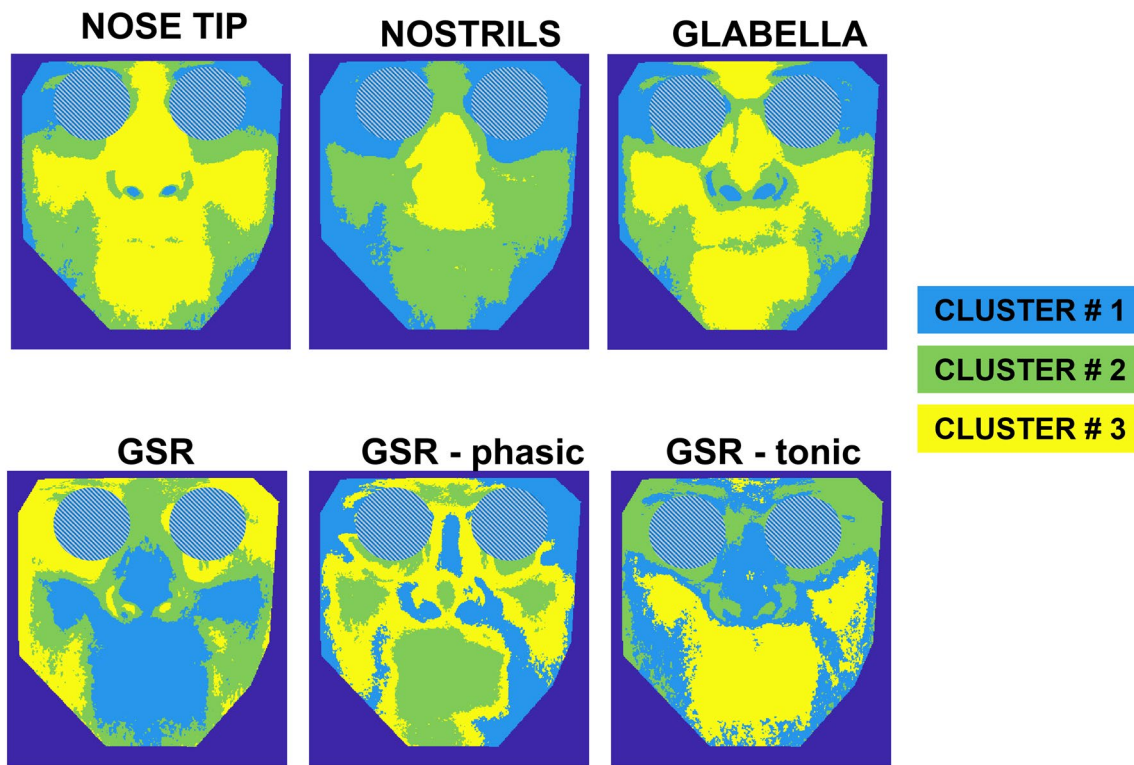 NOSE TIP
NOSTRILS
GLABELLA
CLUSTER # 1
CLUSTER # 2
CLUSTER # 3
GSR
GSR - phasic
GSR - tonic